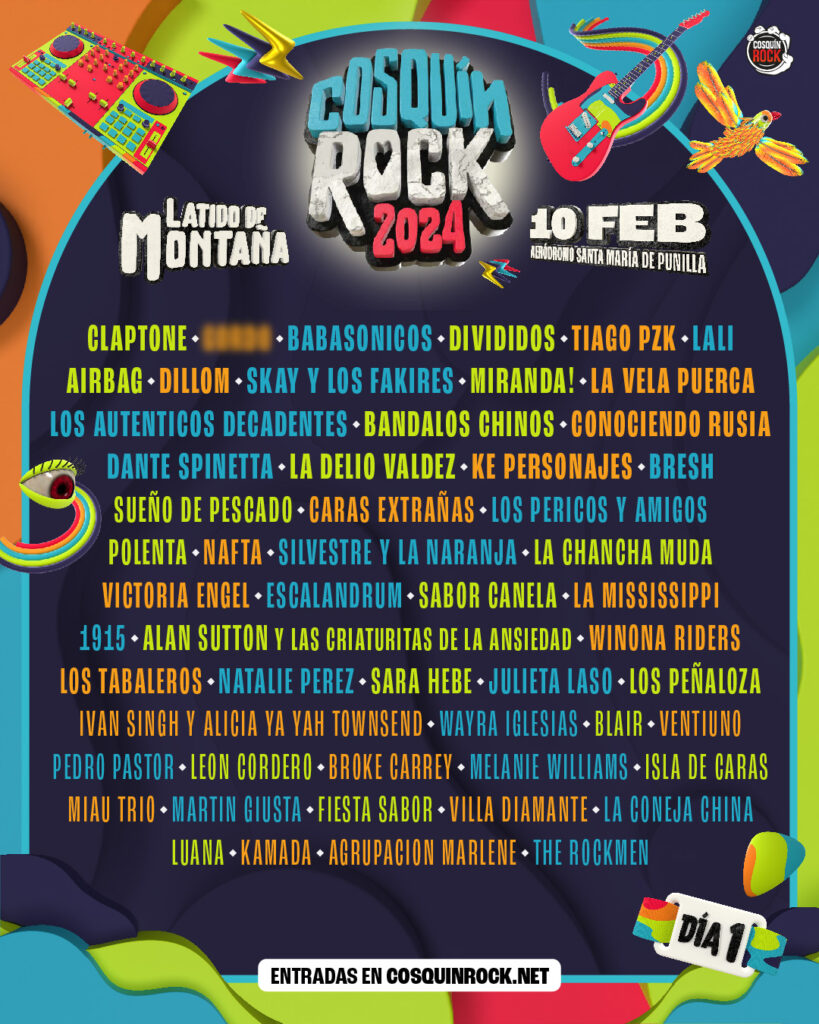 COSQUÍN ROCK 2024
COSQUÍN ROCK
LATIDO DE
MONTAÑA
10 FEB
AERÓDROMO SANTA MARÍA DE PUNILLA
CLAPTONE • • BABASONICOS • DIVIDIDOS • TIAGO PZK • LALI
AIRBAG • DILLOM • SKAY Y LOS FAKIRES • MIRANDA! • LA VELA PUERCA
LOS AUTENTICOS DECADENTES • BANDALOS CHINOS • CONOCIENDO RUSIA
DANTE SPINETTA • LA DELIO VALDEZ • KE PERSONAJES • BRESH
SUEÑO DE PESCADO • CARAS EXTRAÑAS • LOS PERICOS Y AMIGOS
POLENTA • NAFTA • SILVESTRE Y LA NARANJA • LA CHANCHA MUDA
VICTORIA ENGEL • ESCALANDRUM • SABOR CANELA • LA MISSISSIPPI
1915 • ALAN SUTTON Y LAS CRIATURITAS DE LA ANSIEDAD • WINONA RIDERS
LOS TABALEROS • NATALIE PEREZ • SARA HEBE • JULIETA LASO • LOS PEÑALOZA
IVAN SINGH Y ALICIA YA YAH TOWNSEND • WAYRA IGLESIAS • BLAIR • VENTIUNO
PEDRO PASTOR • LEON CORDERO • BROKE CARREY • MELANIE WILLIAMS • ISLA DE CARAS
MIAU TRIO • MARTIN GIUSTA • FIESTA SABOR • VILLA DIAMANTE • LA CONEJA CHINA
LUANA • KAMADA • AGRUPACION MARLENE • THE ROCKMEN
DÍA 1
ENTRADAS EN COSQUINROCK.NET